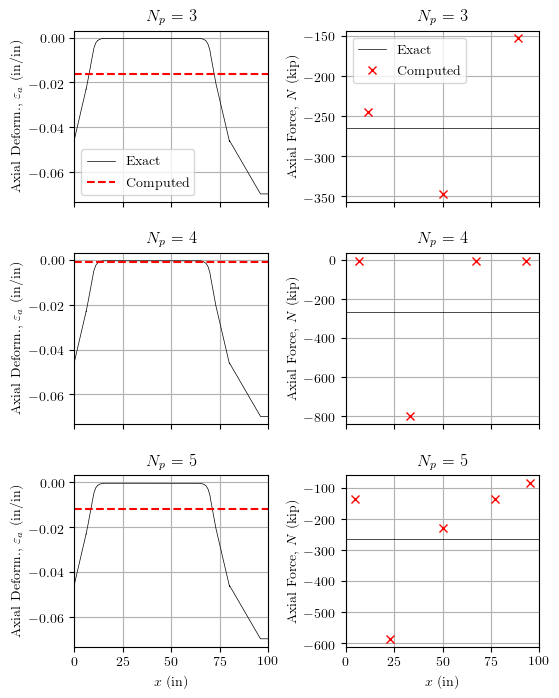 N_p = 3
N_p = 3
0.00
−0.02
−0.04
−0.06
Axial Deform., ε_a (in/in)
Exact
Computed
−150
−200
−250
−300
−350
Axial Force, N (kip)
Exact
Computed
N_p = 4
N_p = 4
0.00
−0.02
−0.04
−0.06
Axial Deform., ε_a (in/in)
0
−200
−400
−600
−800
Axial Force, N (kip)
N_p = 5
N_p = 5
0.00
−0.02
−0.04
−0.06
Axial Deform., ε_a (in/in)
0 25 50 75 100
x (in)
−100
−200
−300
−400
−500
−600
Axial Force, N (kip)
0 25 50 75 100
x (in)